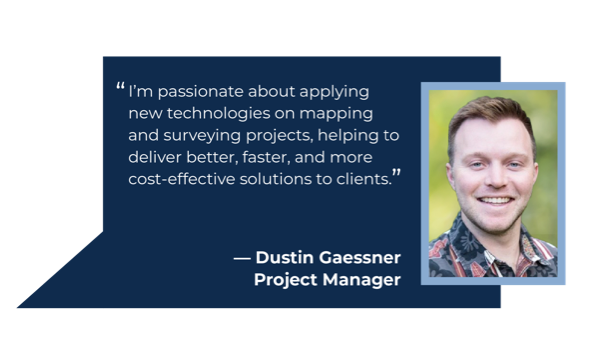 “I’m passionate about applying
new technologies on mapping
and surveying projects, helping to
deliver better, faster, and more
cost-effective solutions to clients.”
— Dustin Gaessner
Project Manager